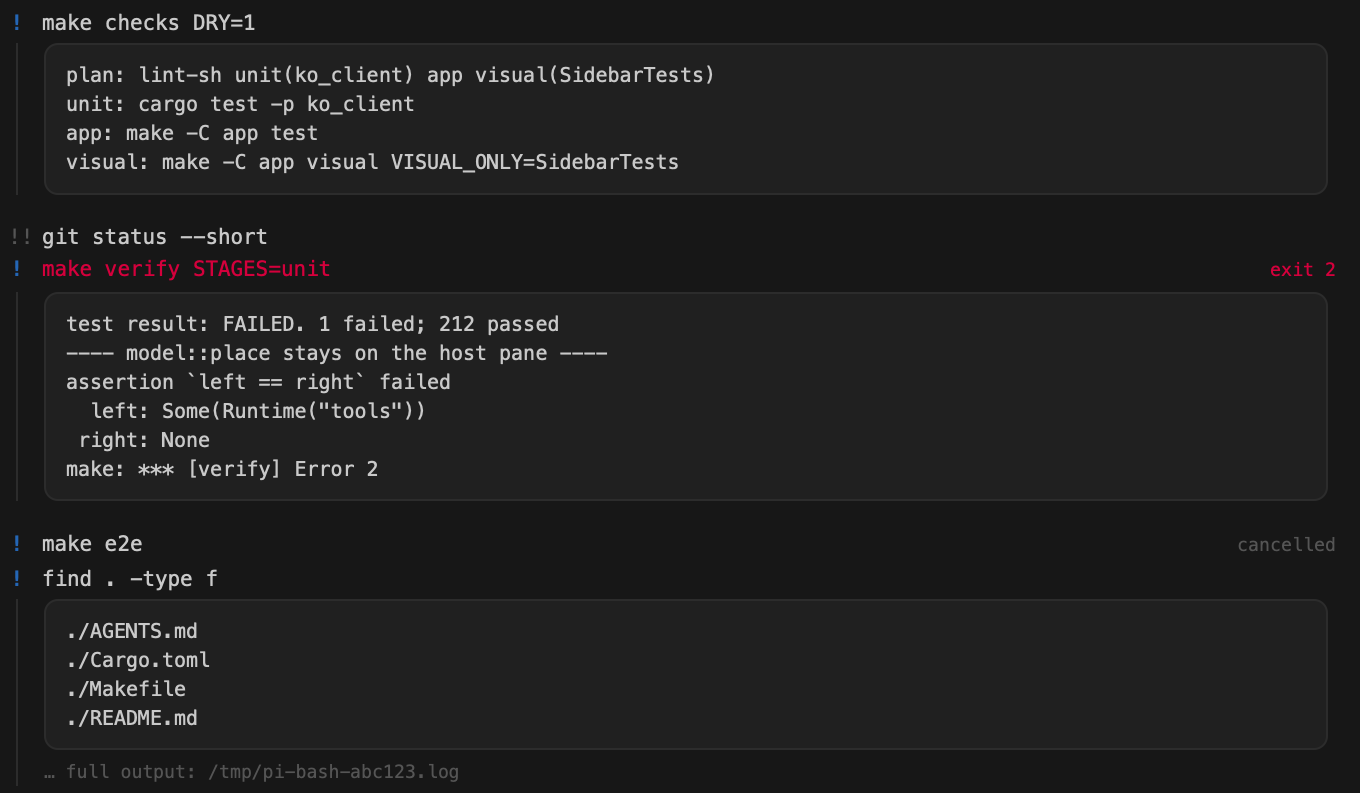 ! make checks DRY=1
plan: lint-sh unit(ko_client) app visual(SidebarTests)
unit: cargo test -p ko_client
app: make -C app test
visual: make -C app visual VISUAL_ONLY=SidebarTests
!! git status --short
! make verify STAGES=unit exit 2
test result: FAILED. 1 failed; 212 passed
---- model::place stays on the host pane ----
assertion `left == right` failed
  left: Some(Runtime("tools"))
 right: None
make: *** [verify] Error 2
! make e2e cancelled
! find . -type f
./AGENTS.md
./Cargo.toml
./Makefile
./README.md
… full output: /tmp/pi-bash-abc123.log